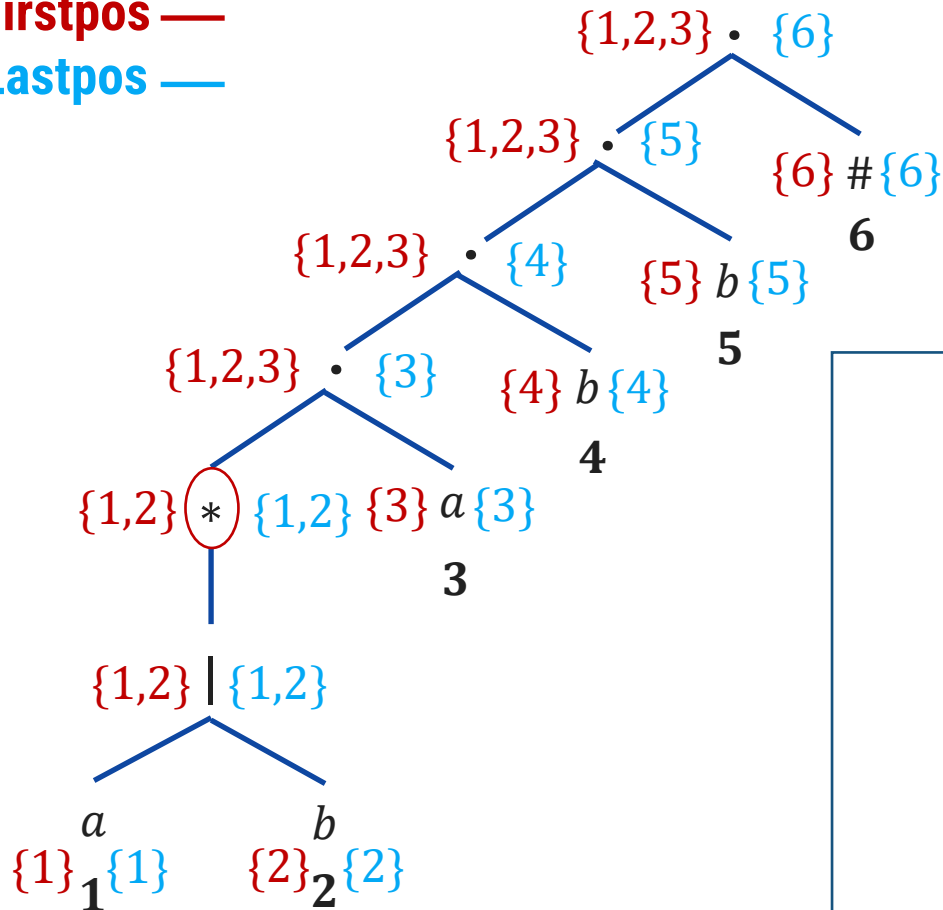 irstpos
Lastpos
{1,2,3} . {6}
{1,2,3} . {5}
{6} # {6}
6
{1,2,3} . {4}
{5} b {5}
5
{1,2,3} . {3}
{4} b {4}
4
{1,2} * {1,2} {3} a {3}
3
{1,2} | {1,2}
a b
{1} 1 {1} {2} 2 {2}